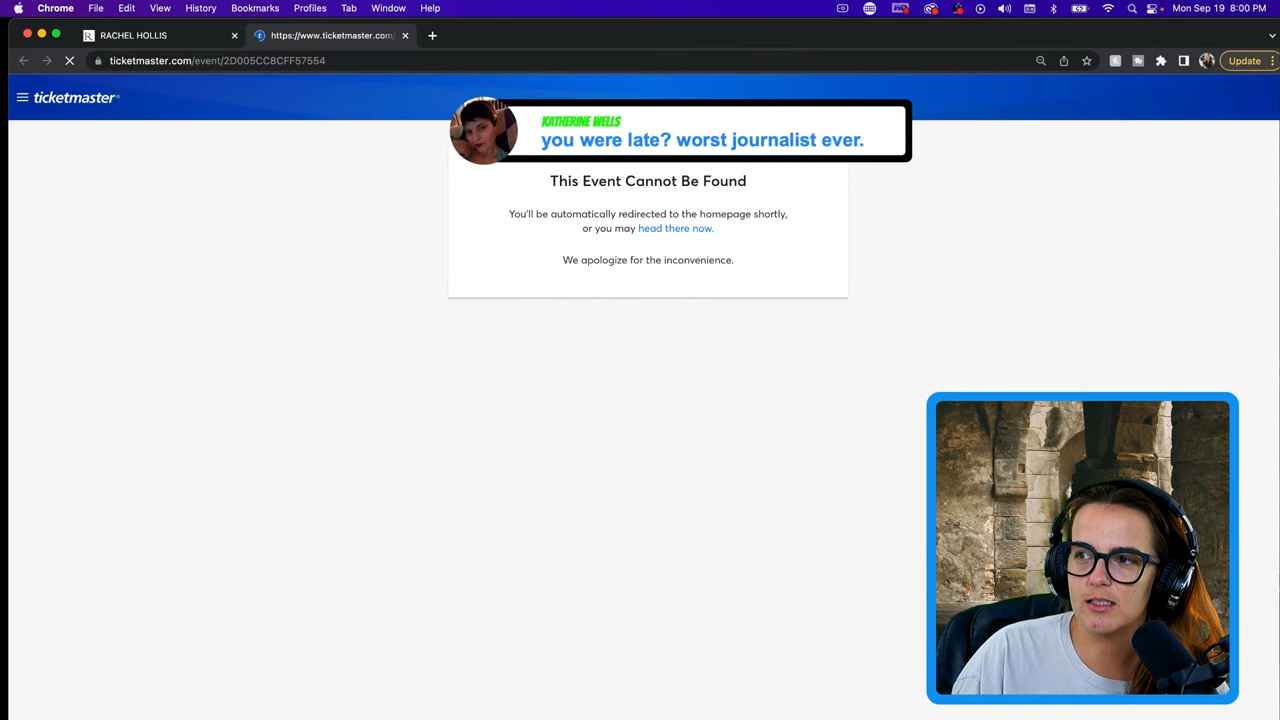 Chrome File Edit View History Bookmarks Profiles Tab Window Help Mon Sep 19 8:00 PM
RACHEL HOLLIS https://www.ticketmaster.com/
ticketmaster.com/event/2D005CC8CFF57554 Update
ticketmaster
KATHERINE WELLS
you were late? worst journalist ever.
This Event Cannot Be Found
You'll be automatically redirected to the homepage shortly,
or you may head there now.
We apologize for the inconvenience.